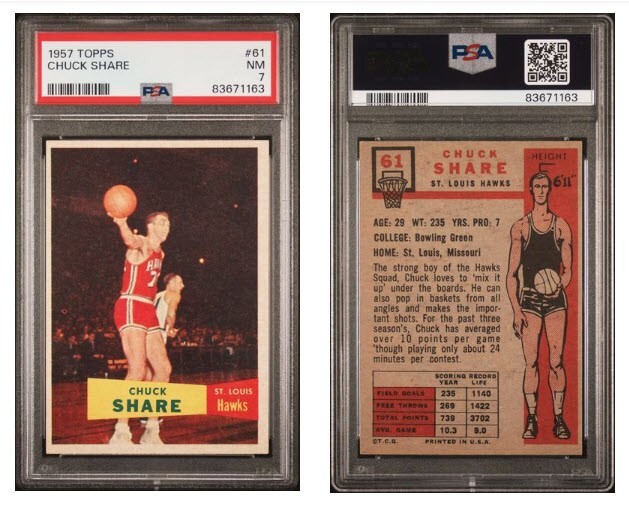 1957 TOPPS #61
CHUCK SHARE NM
7
PSA 83671163
CHUCK
SHARE
ST. LOUIS
Hawks
PSA
83671163
61
CHUCK
SHARE
ST. LOUIS HAWKS
HEIGHT
6'11"
AGE: 29 WT: 235 YRS. PRO: 7
COLLEGE: Bowling Green
HOME: St. Louis, Missouri
The strong boy of the Hawks
Squad, Chuck loves to 'mix it
up' under the boards. He can
also pop in baskets from all
angles and makes the impor-
tant shots. For the past three
season's, Chuck has averaged
over 10 points per game
'though playing only about 24
minutes per contest.
SCORING RECORD
YEAR LIFE
FIELD GOALS 235 1140
FREE THROWS 269 1422
TOTAL POINTS 739 3702
AVG. GAME 10.3 9.0
©T.C.G. PRINTED IN U.S.A.